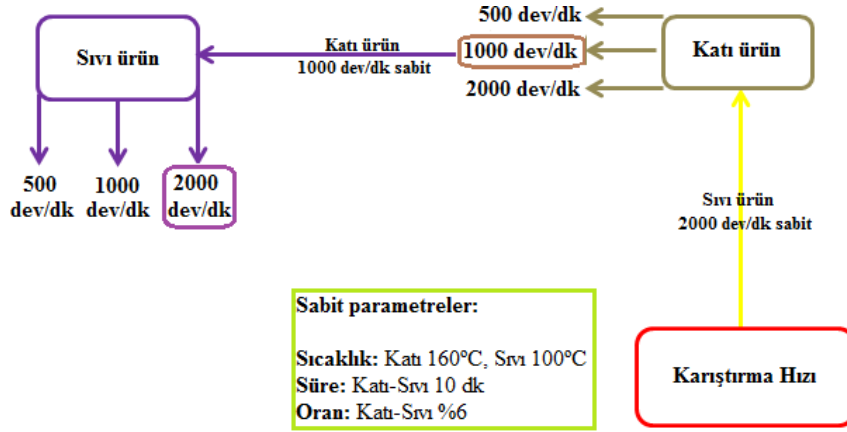 500 dev/dk
Sıvı ürün
Katı ürün
1000 dev/dk sabit
1000 dev/dk
Katı ürün
2000 dev/dk
500
dev/dk
1000
dev/dk
2000
dev/dk
Sıvı ürün
2000 dev/dk sabit
Sabit parametreler:
Sıcaklık: Katı 160ºC, Sıvı 100ºC
Süre: Katı-Sıvı 10 dk
Oran: Katı-Sıvı %6
Karıştırma Hızı